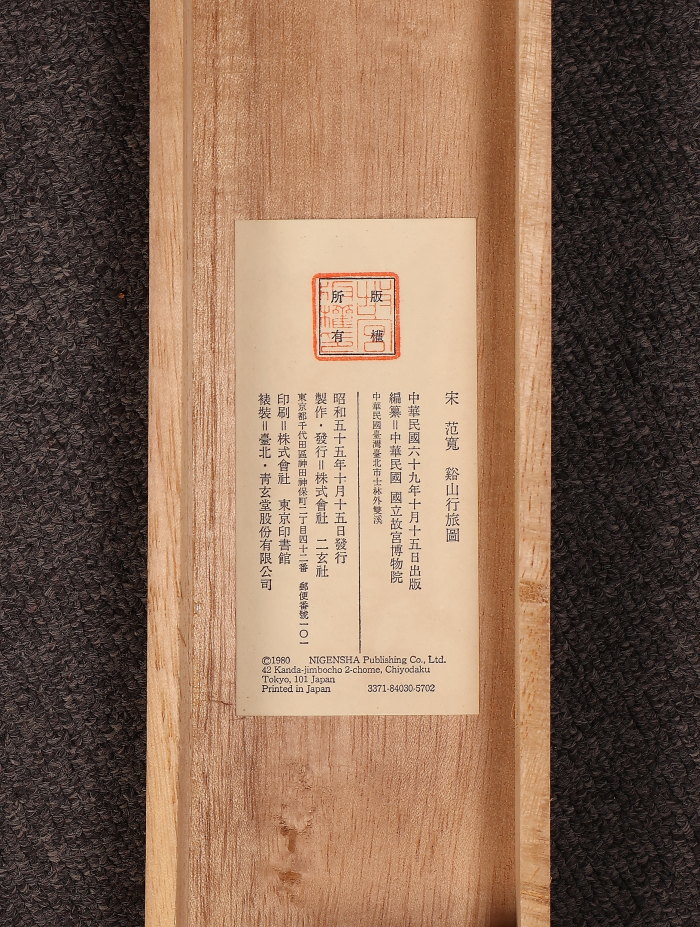 版權
所有
宋 范寬 谿山行旅圖
中華民國六十九年十月十五日出版
編纂＝中華民國 國立故宮博物院
中華民國臺灣臺北市士林外雙溪
昭和五十五年十月十五日發行
製作・發行＝株式會社 二玄社
東京都千代田區神田神保町二丁目四十二番 郵便番號一〇一
印刷＝株式會社 東京印書館
裱裝＝臺北・靑玄堂股份有限公司
©1980 NIGENSHA Publishing Co., Ltd.
42 Kanda-jimbocho 2-chome, Chiyodaku
Tokyo, 101 Japan
Printed in Japan 3371-84030-5702